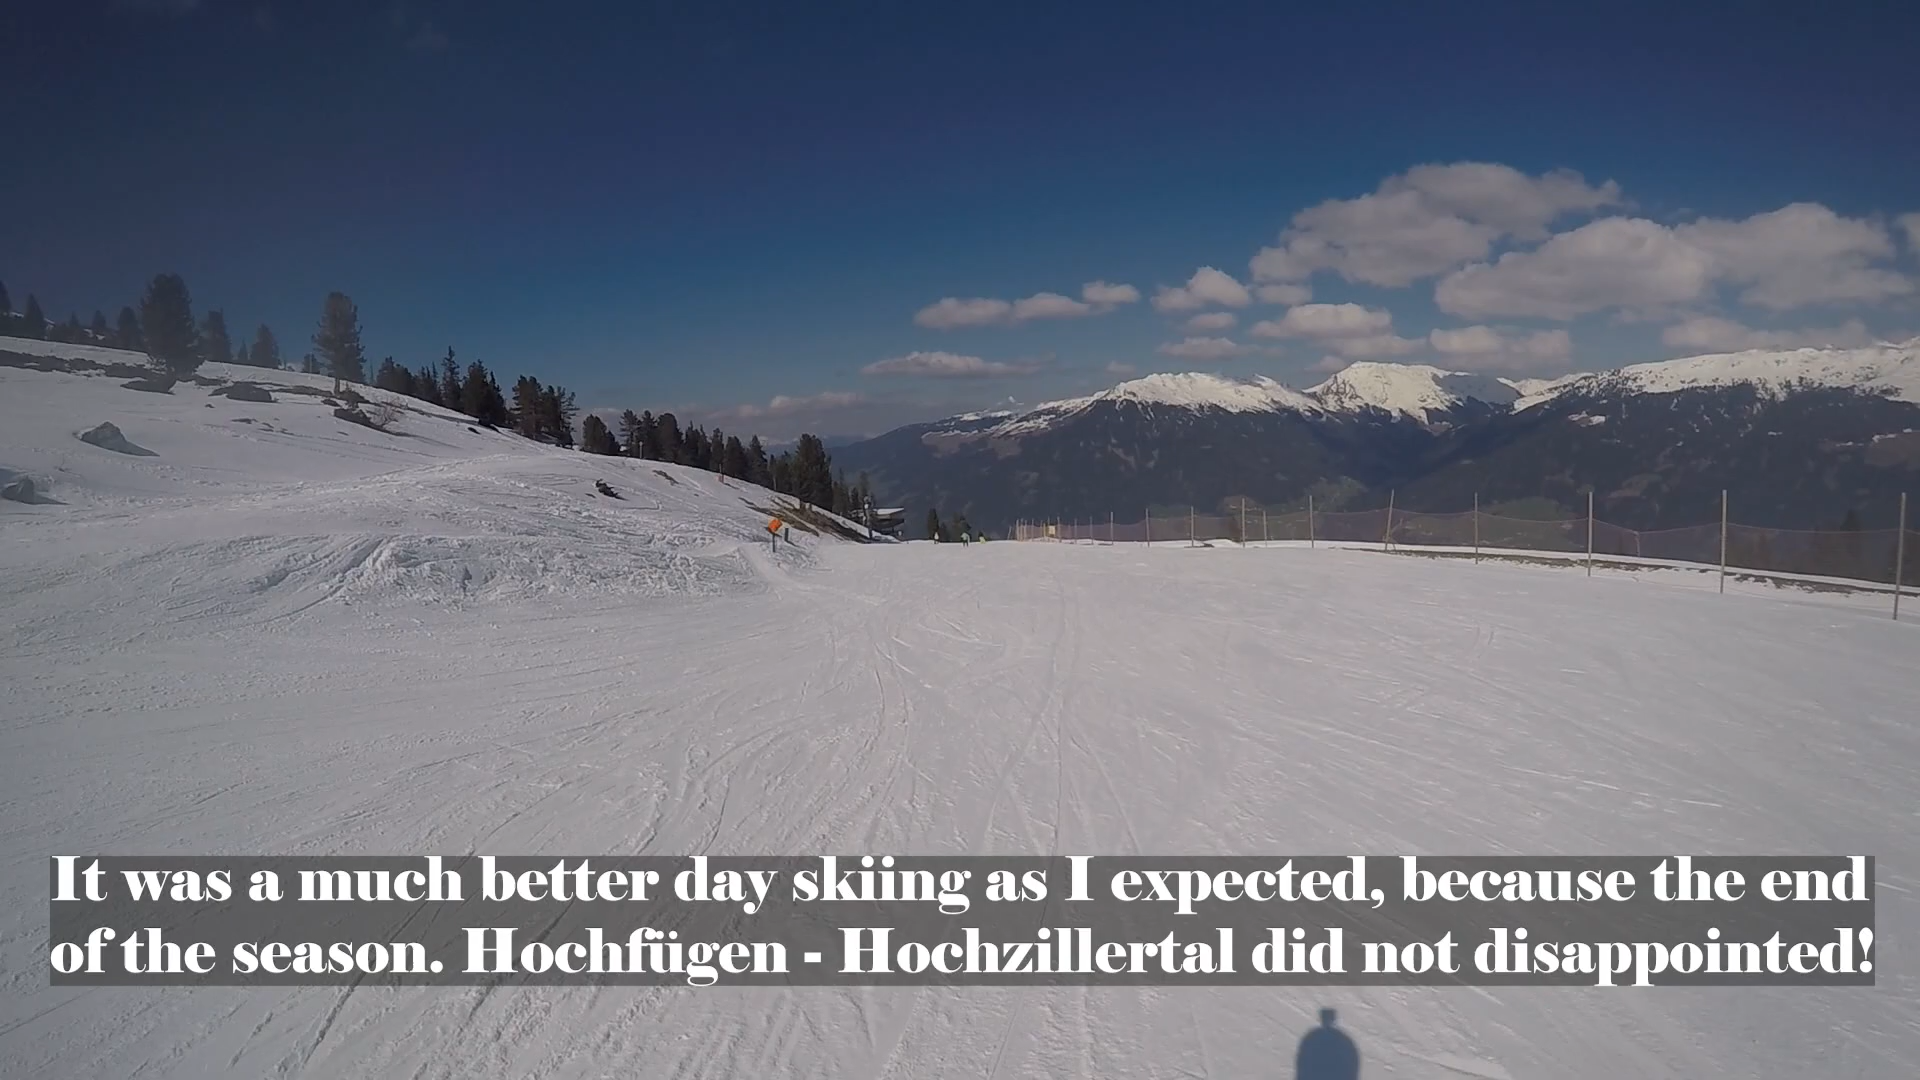 It was a much better day skiing as I expected, because the end
of the season. Hochfügen - Hochzillertal did not disappointed!